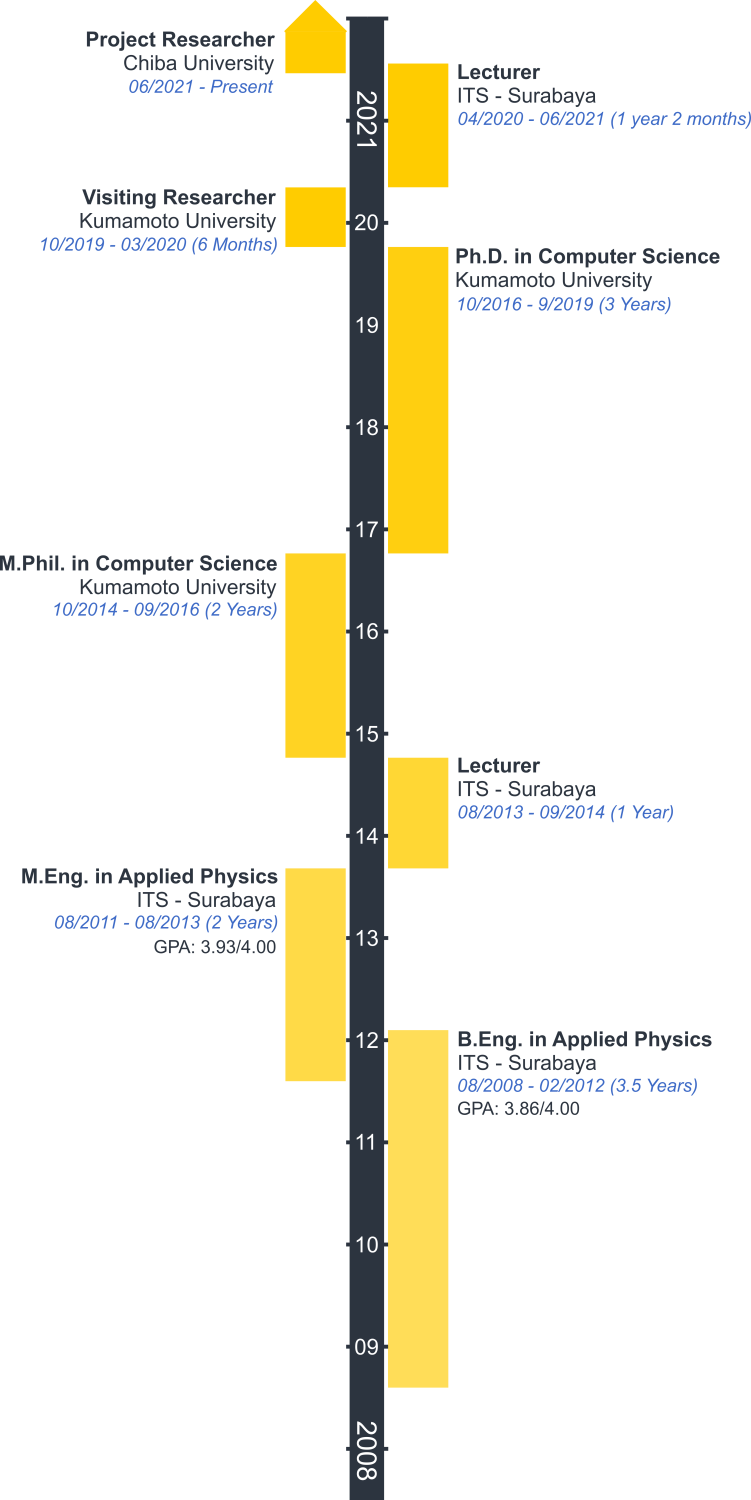 Project Researcher
Chiba University
06/2021 - Present
Lecturer
ITS - Surabaya
04/2020 - 06/2021 (1 year 2 months)
2021
Visiting Researcher
Kumamoto University
10/2019 - 03/2020 (6 Months)
20
Ph.D. in Computer Science
Kumamoto University
10/2016 - 9/2019 (3 Years)
19
18
17
M.Phil. in Computer Science
Kumamoto University
10/2014 - 09/2016 (2 Years)
16
15
Lecturer
ITS - Surabaya
08/2013 - 09/2014 (1 Year)
14
M.Eng. in Applied Physics
ITS - Surabaya
08/2011 - 08/2013 (2 Years)
GPA: 3.93/4.00
13
12
B.Eng. in Applied Physics
ITS - Surabaya
08/2008 - 02/2012 (3.5 Years)
GPA: 3.86/4.00
11
10
09
2008